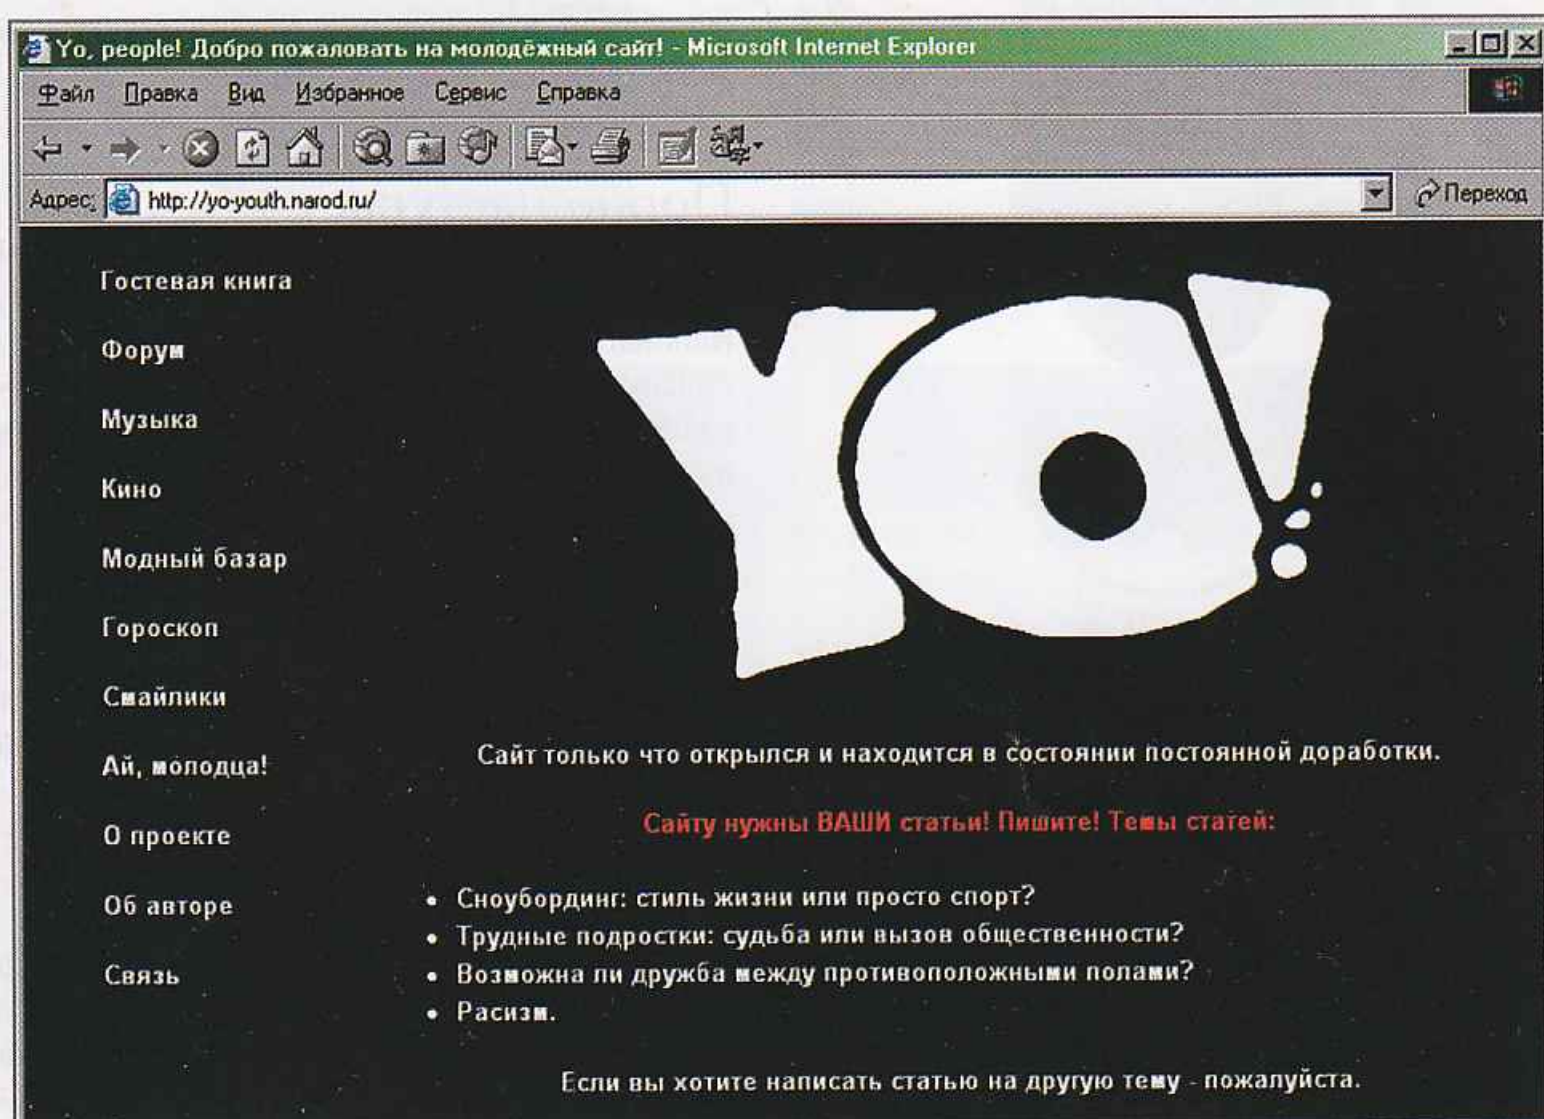 Yo, people! Добро пожаловать на молодёжный сайт! - Microsoft Internet Explorer
Файл Правка Вид Избранное Сервис Справка
Адрес: http://yo-youth.narod.ru/ Переход
Гостевая книга
Форум
Музыка
Кино
Модный базар
Гороскоп
Смайлики
Ай, молодца!
О проекте
Об авторе
Связь
YO!
Сайт только что открылся и находится в состоянии постоянной доработки.
Сайту нужны ВАШИ статьи! Пишите! Темы статей:
• Сноубординг: стиль жизни или просто спорт?
• Трудные подростки: судьба или вызов общественности?
• Возможна ли дружба между противоположными полами?
• Расизм.
Если вы хотите написать статью на другую тему - пожалуйста.